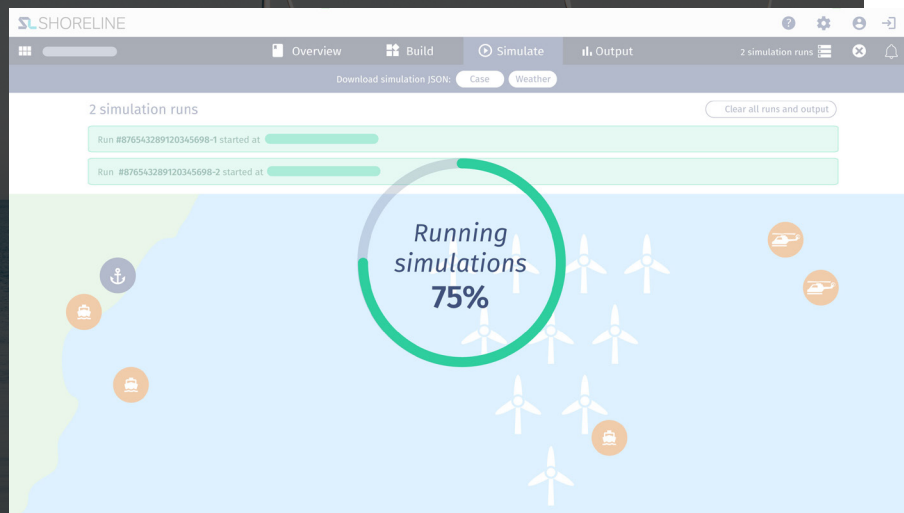 SL SHORELINE
Overview
Build
Simulate
Output
2 simulation runs
Download simulation JSON:
Case
Weather
2 simulation runs
Clear all runs and output
Run #876543289120345698-1 started at
Run #876543289120345698-2 started at
Running
simulations
75%